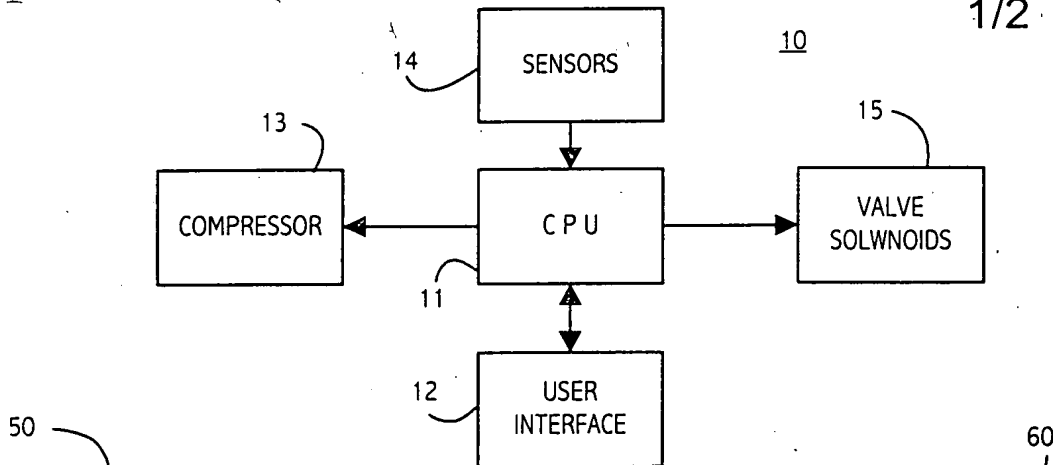 1/2
10
14
SENSORS
13
15
COMPRESSOR
CPU
VALVE
SOLWNOIDS
11
12
USER
INTERFACE
50
60